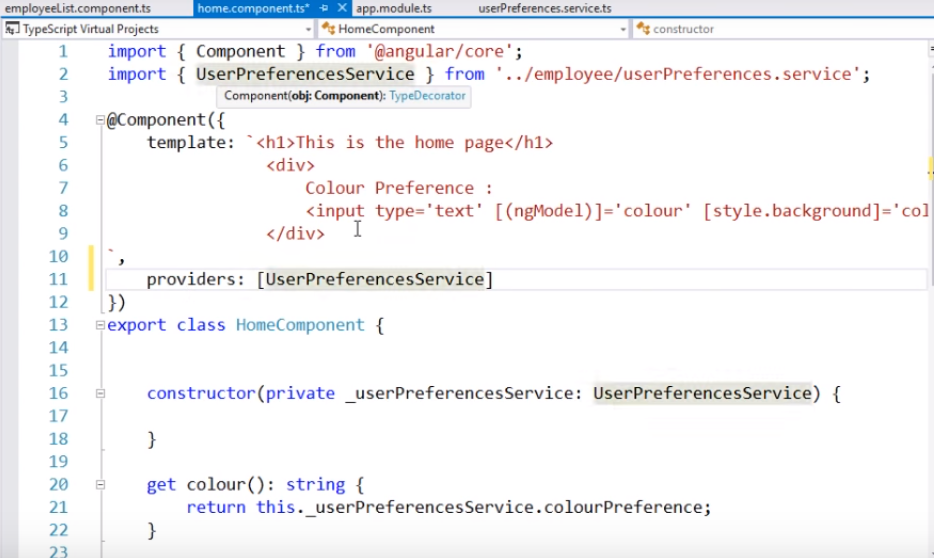 employeeList.component.ts home.component.ts* app.module.ts userPreferences.service.ts
TypeScript Virtual Projects HomeComponent constructor
1 import { Component } from '@angular/core';
2 import { UserPreferencesService } from '../employee/userPreferences.service';
3 Component(obj: Component): TypeDecorator
4 @Component({
5 template: `<h1>This is the home page</h1>
6 <div>
7 Colour Preference :
8 <input type='text' [(ngModel)]='colour' [style.background]='col
9 </div>
10 `,
11 providers: [UserPreferencesService]
12 })
13 export class HomeComponent {
14
15
16 constructor(private _userPreferencesService: UserPreferencesService) {
17
18 }
19
20 get colour(): string {
21 return this._userPreferencesService.colourPreference;
22 }
23